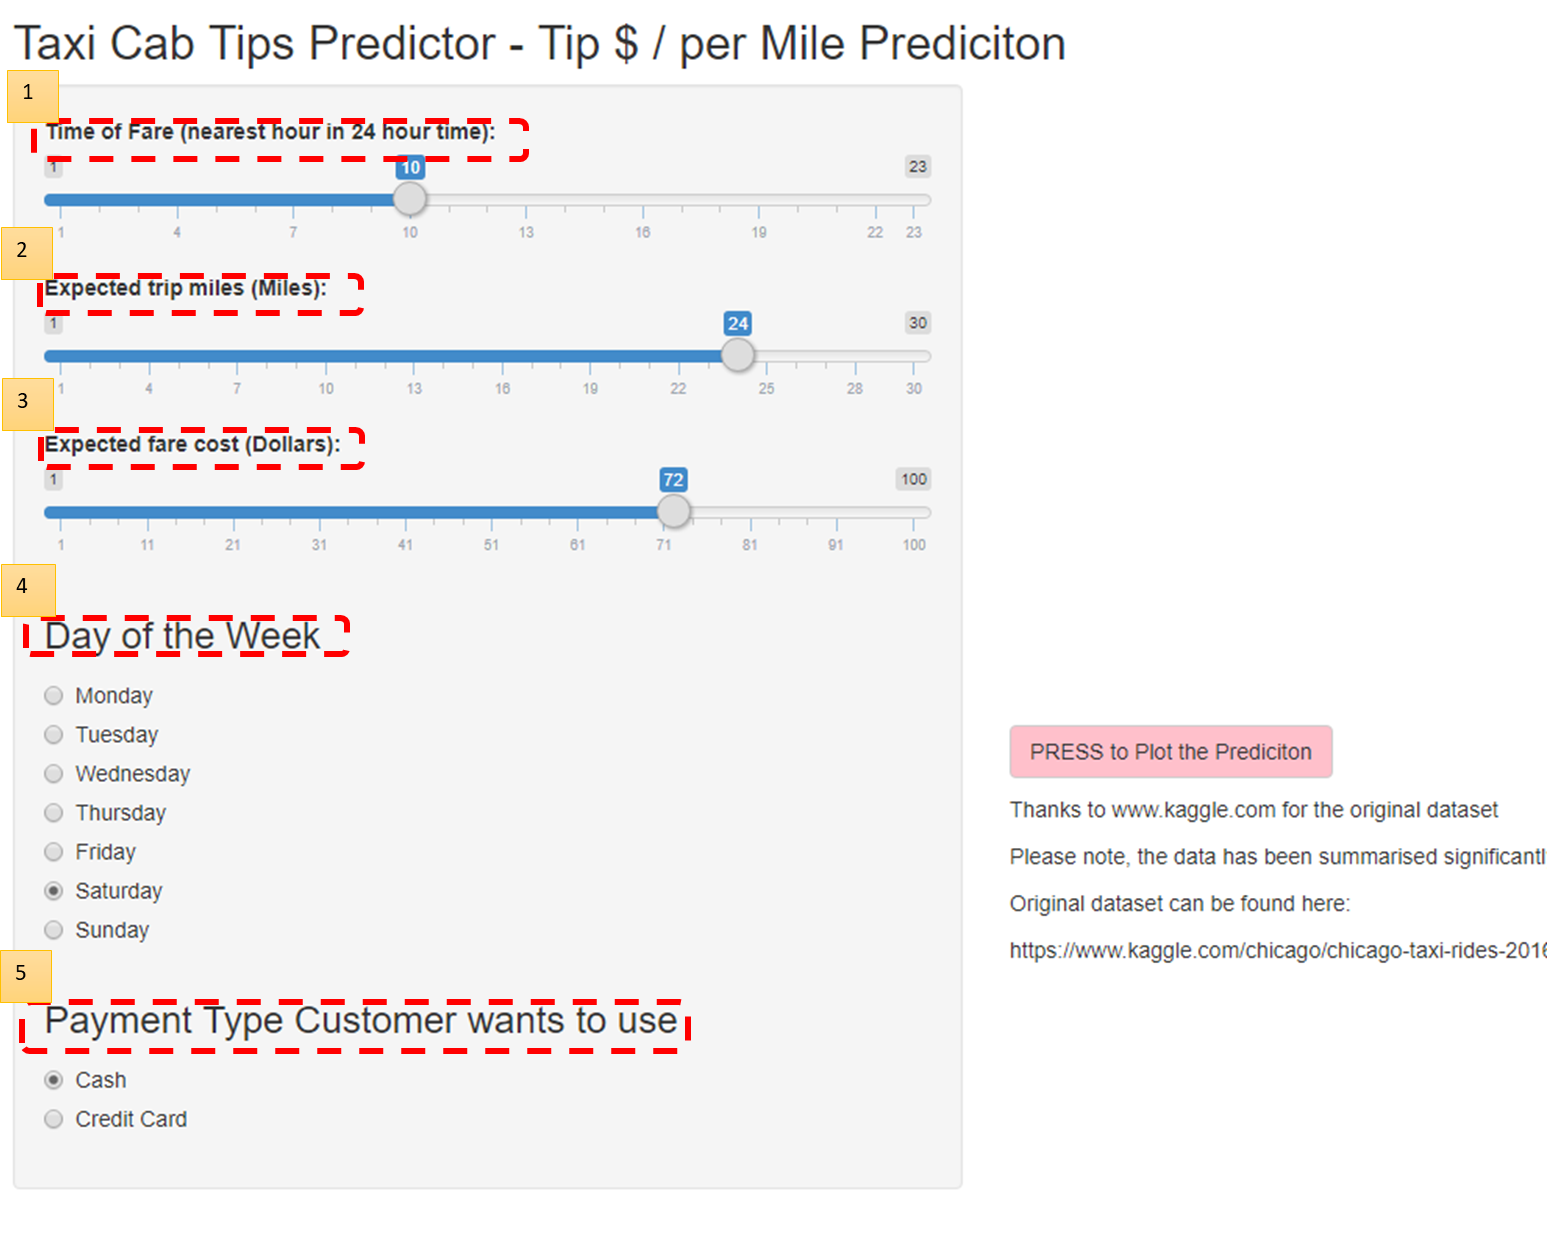 Taxi Cab Tips Predictor - Tip $ / per Mile Prediciton
1
Time of Fare (nearest hour in 24 hour time):
1 10 23
1 4 7 10 13 16 19 22 23
2
Expected trip miles (Miles):
1 24 30
1 4 7 10 13 16 19 22 25 28 30
3
Expected fare cost (Dollars):
1 72 100
1 11 21 31 41 51 61 71 81 91 100
4
Day of the Week
Monday
Tuesday
Wednesday
Thursday
Friday
Saturday
Sunday
5
Payment Type Customer wants to use
Cash
Credit Card
PRESS to Plot the Prediciton
Thanks to www.kaggle.com for the original dataset
Please note, the data has been summarised significantl
Original dataset can be found here:
https://www.kaggle.com/chicago/chicago-taxi-rides-2016